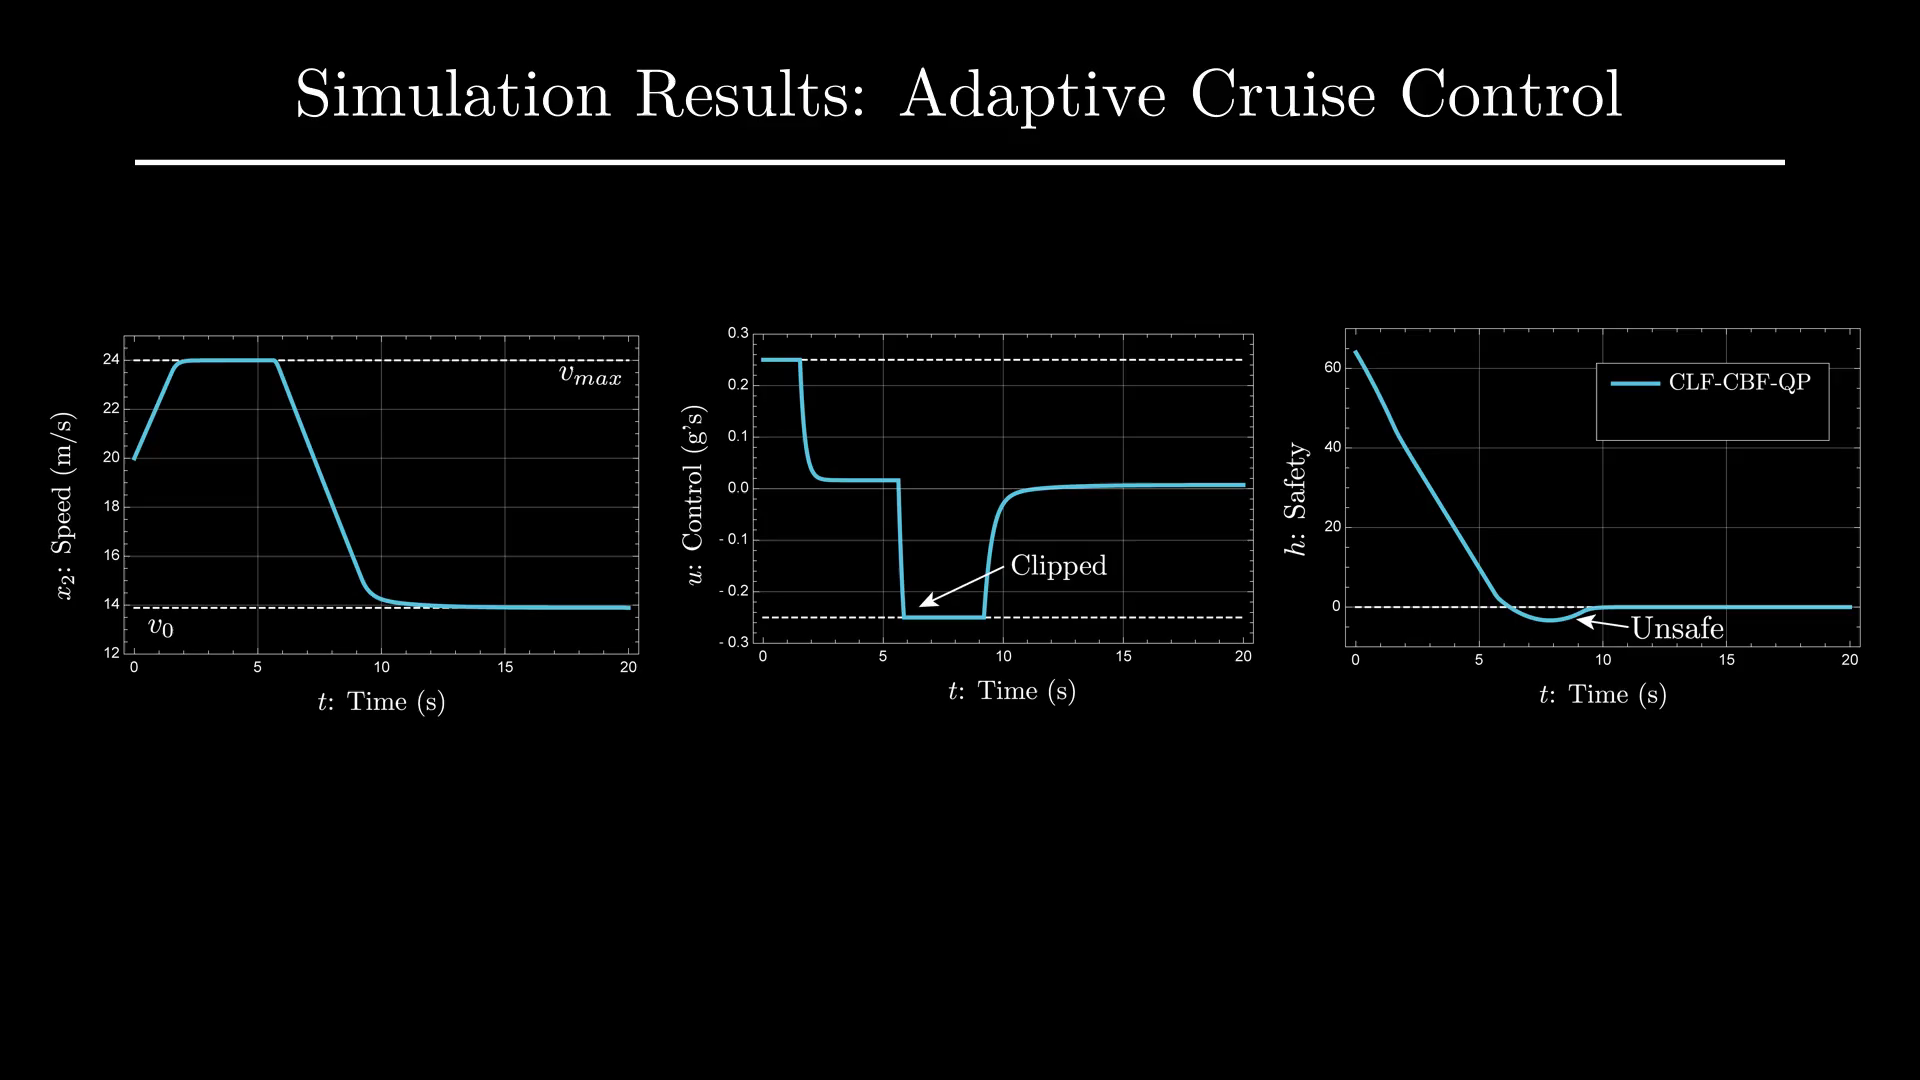 Simulation Results: Adaptive Cruise Control
x₂: Speed (m/s)
24
22
20
18
16
14
12
v_max
v₀
0 5 10 15 20
t: Time (s)
u: Control (g's)
0.3
0.2
0.1
0.0
- 0.1
- 0.2
- 0.3
Clipped
0 5 10 15 20
t: Time (s)
h: Safety
60
40
20
0
CLF-CBF-QP
Unsafe
0 5 10 15 20
t: Time (s)